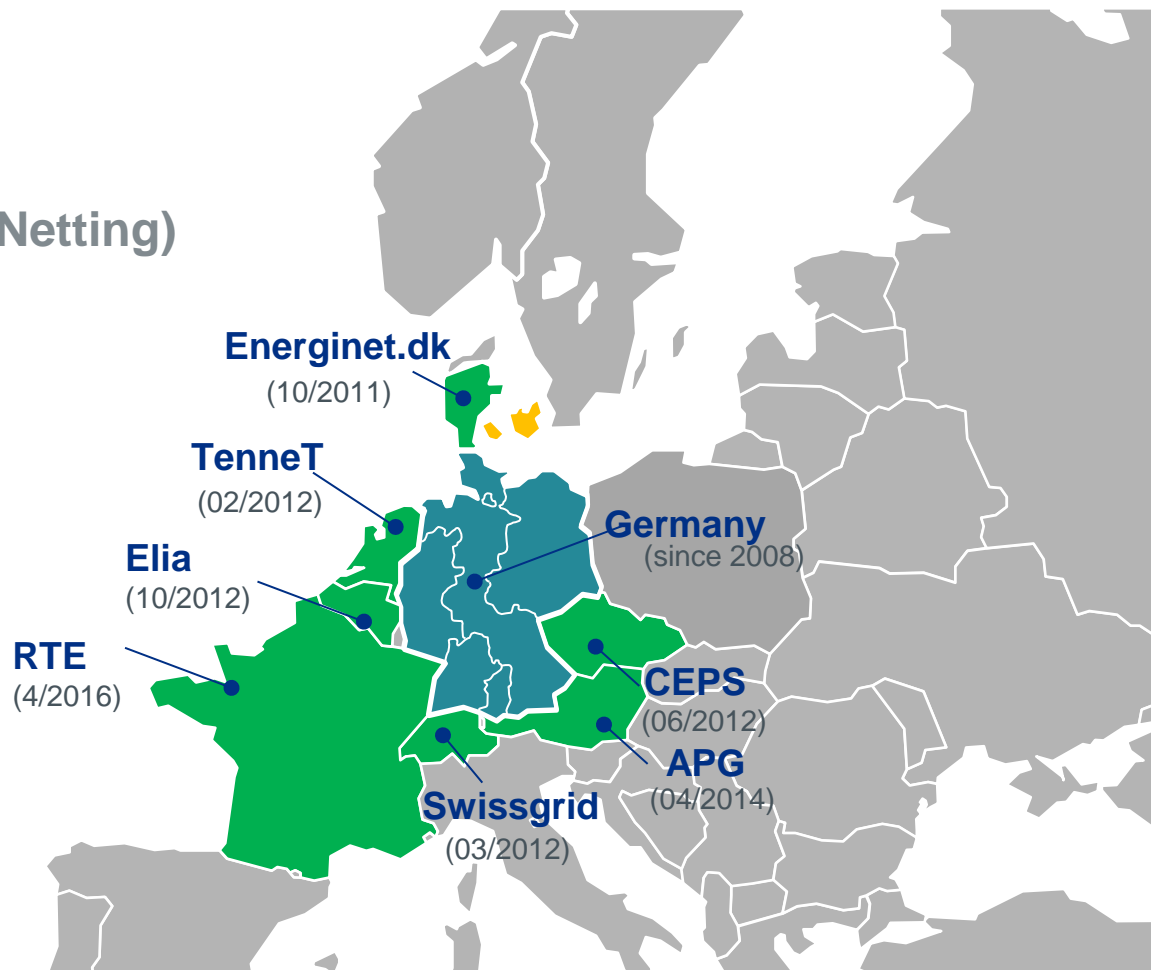 Netting)
Energinet.dk
(10/2011)
TenneT
(02/2012)
Germany
(since 2008)
Elia
(10/2012)
RTE
(4/2016)
CEPS
(06/2012)
APG
(04/2014)
Swissgrid
(03/2012)